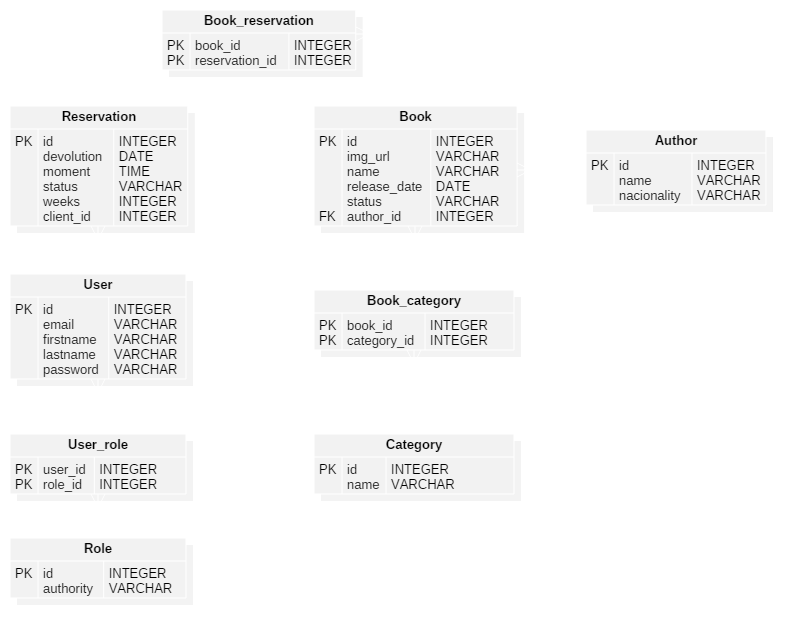 Book_reservation
PK book_id INTEGER
PK reservation_id INTEGER
Reservation
PK id INTEGER
devolution DATE
moment TIME
status VARCHAR
weeks INTEGER
client_id INTEGER
Book
PK id INTEGER
img_url VARCHAR
name VARCHAR
release_date DATE
status VARCHAR
FK author_id INTEGER
Author
PK id INTEGER
name VARCHAR
nacionality VARCHAR
User
PK id INTEGER
email VARCHAR
firstname VARCHAR
lastname VARCHAR
password VARCHAR
Book_category
PK book_id INTEGER
PK category_id INTEGER
User_role
PK user_id INTEGER
PK role_id INTEGER
Category
PK id INTEGER
name VARCHAR
Role
PK id INTEGER
authority VARCHAR